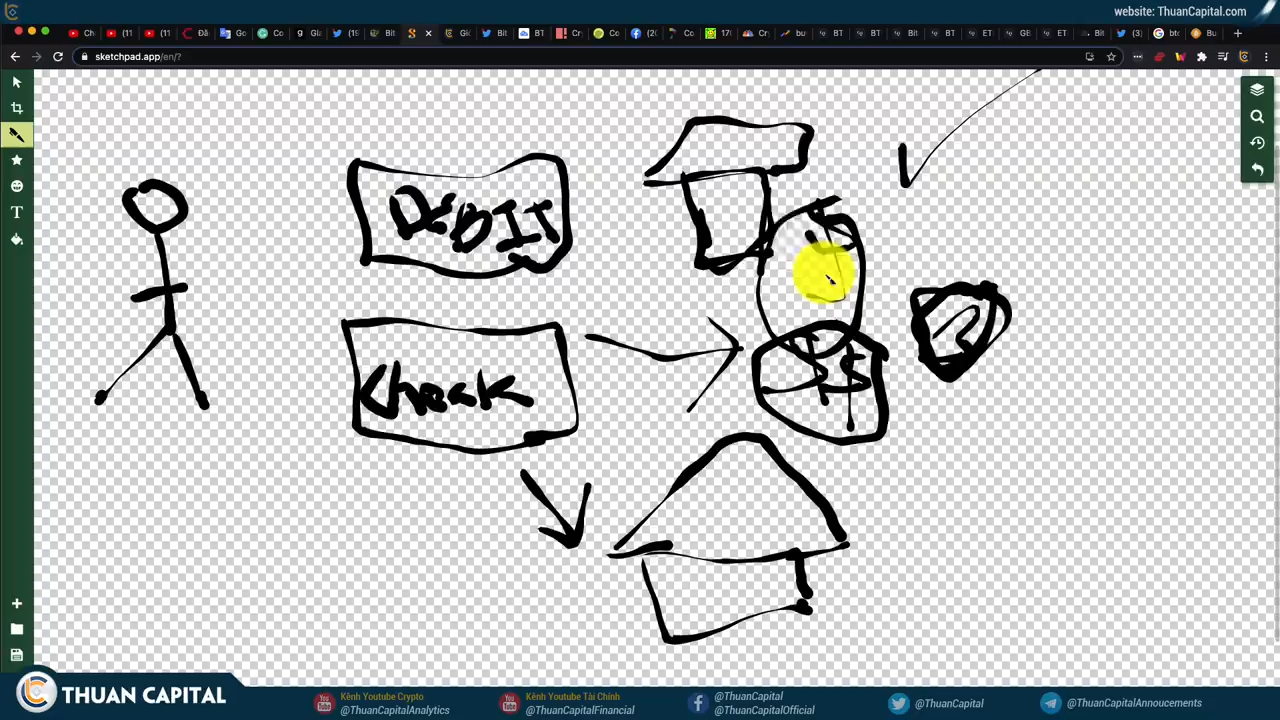 website: ThuanCapital.com
sketchpad.app/en/?
DEBIT
Check
$
$ $
THUAN CAPITAL
Kênh Youtube Crypto
@ThuanCapitalAnalytics
Kênh Youtube Tài Chính
@ThuanCapitalFinancial
@ThuanCapital
@ThuanCapitalOfficial
@ThuanCapital
@ThuanCapitalAnnoucements